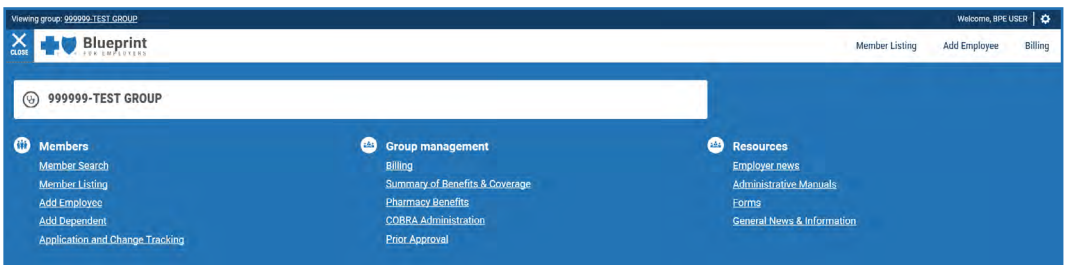 Viewing group: 999999-TEST GROUP
Welcome, BPE USER
CLOSE
Blueprint
FOR EMPLOYERS
Member Listing Add Employee Billing
999999-TEST GROUP
Members
Member Search
Member Listing
Add Employee
Add Dependent
Application and Change Tracking
Group management
Billing
Summary of Benefits & Coverage
Pharmacy Benefits
COBRA Administration
Prior Approval
Resources
Employer news
Administrative Manuals
Forms
General News & Information